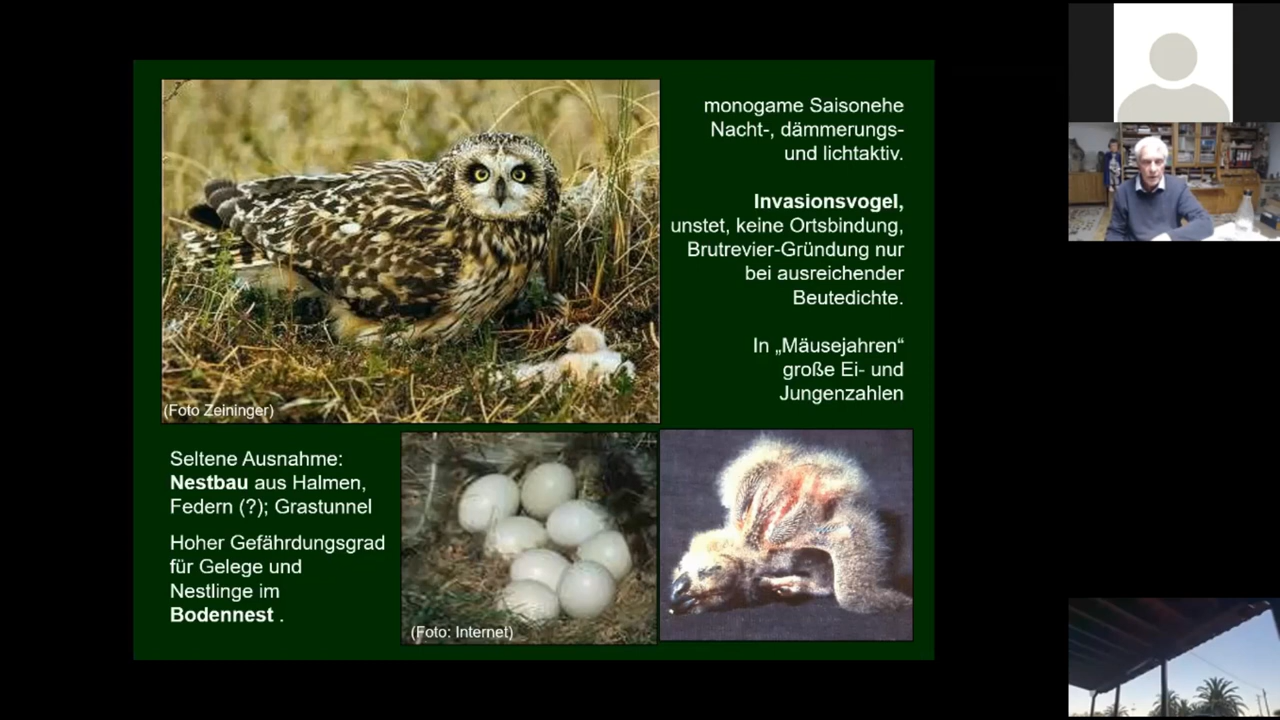 monogame Saisonehe
Nacht-, dämmerungs-
und lichtaktiv.
Invasionsvogel,
unstet, keine Ortsbindung,
Brutrevier-Gründung nur
bei ausreichender
Beutedichte.
In „Mäusejahren“
große Ei- und
Jungenzahlen
(Foto Zeininger)
Seltene Ausnahme:
Nestbau aus Halmen,
Federn (?); Grastunnel
Hoher Gefährdungsgrad
für Gelege und
Nestlinge im
Bodennest .
(Foto: Internet)